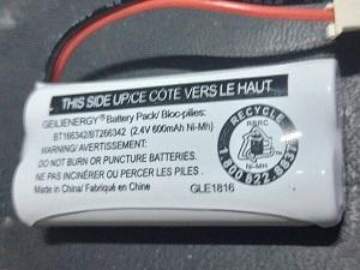 THIS SIDE UP/CE CÔTÉ VERS LE HAUT
GEILIENERGY® Battery Pack/ Bloc-piles:
BT166342/BT266342 (2.4V 600mAh Ni-Mh)
WARNING/ AVERTISSEMENT:
DO NOT BURN OR PUNCTURE BATTERIES.
NE PAS INCINÉRER OU PERCER LES PILES.
Made in China/ Fabriqué en Chine
GLE1816
RECYCLE
RBRC
Ni-MH
1.800.822.8837